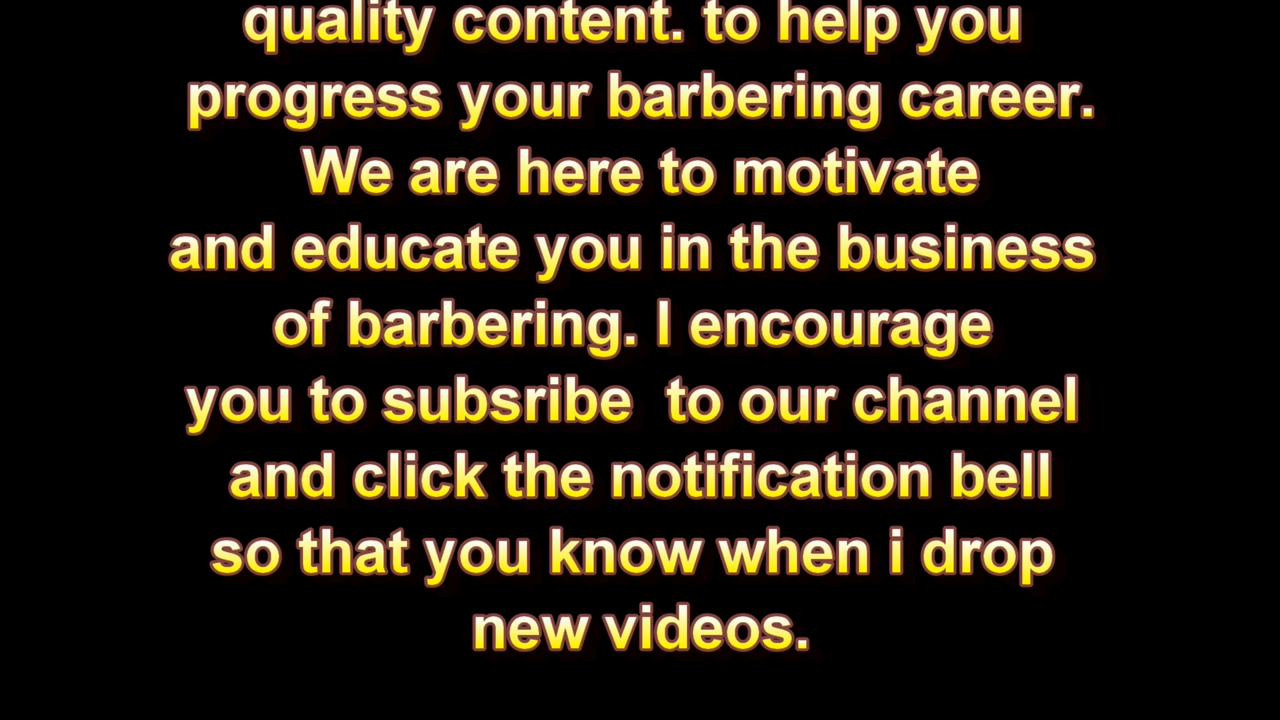 quality content. to help you
progress your barbering career.
We are here to motivate
and educate you in the business
of barbering. I encourage
you to subsribe  to our channel
and click the notification bell
so that you know when i drop
new videos.